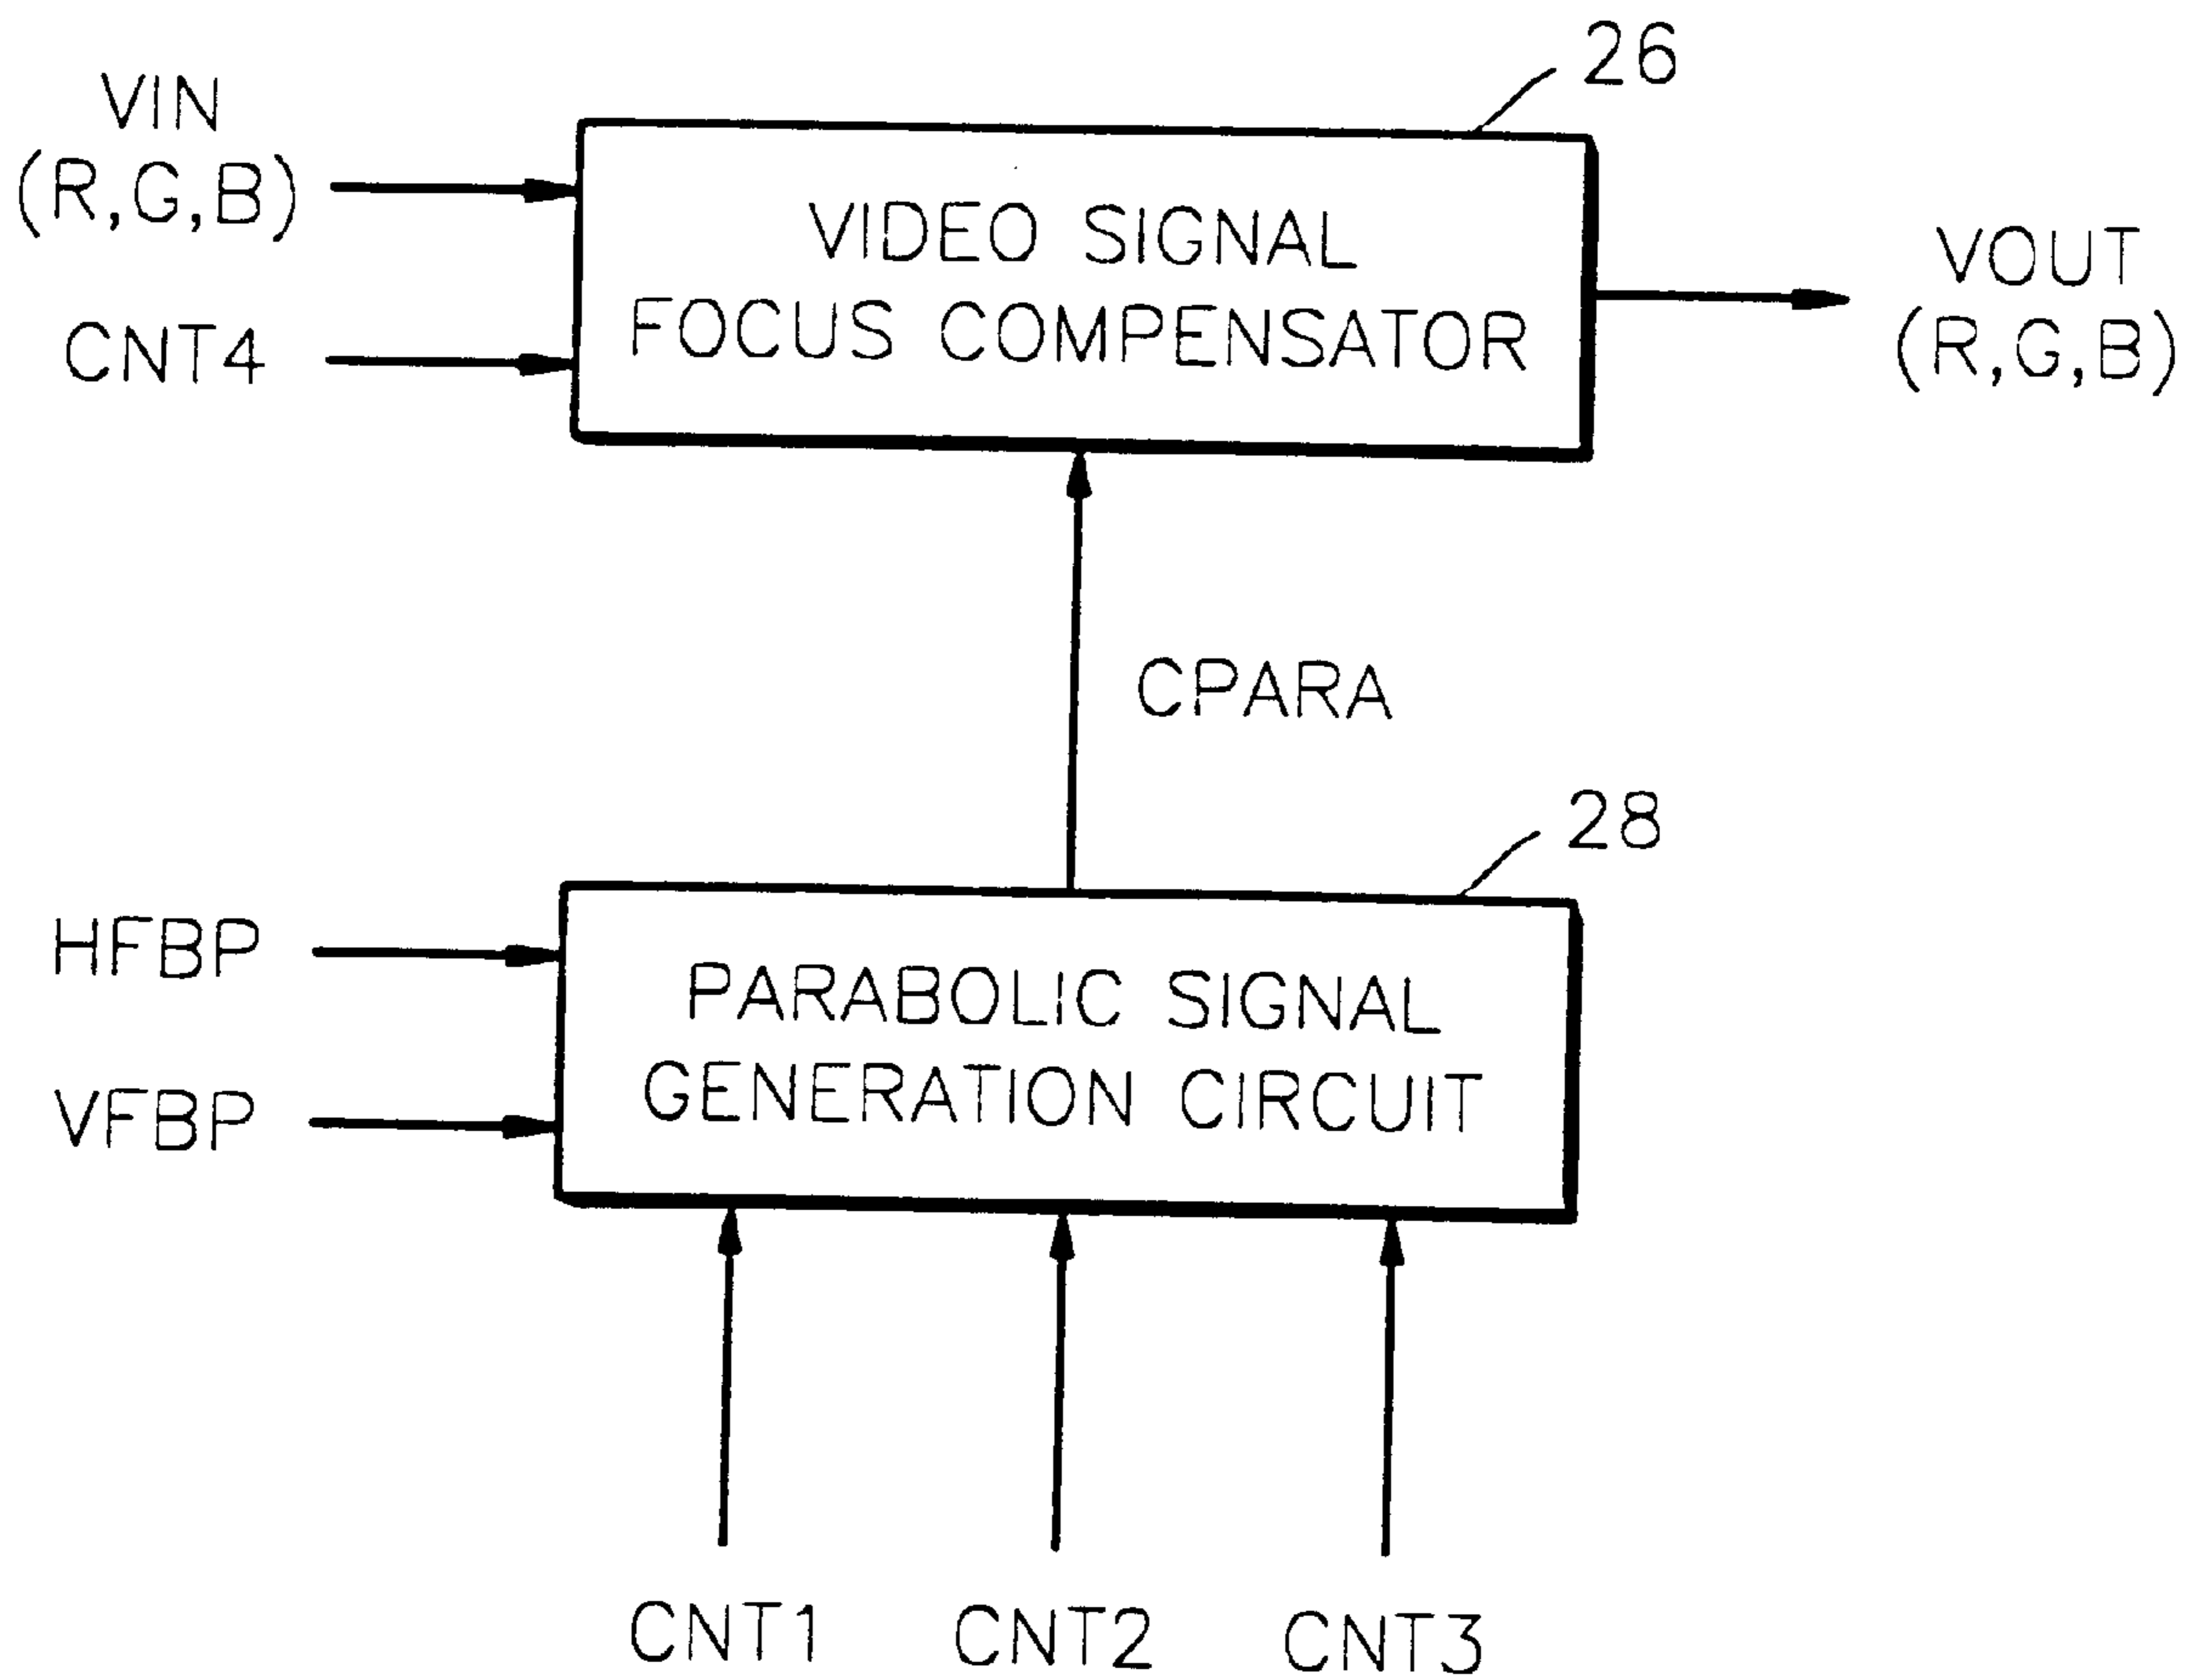 26
VIN
(R,G,B)
VIDEO SIGNAL
FOCUS COMPENSATOR
VOUT
(R,G,B)
CNT4
CPARA
28
HFBP
PARABOLIC SIGNAL
GENERATION CIRCUIT
VFBP
CNT1
CNT2
CNT3